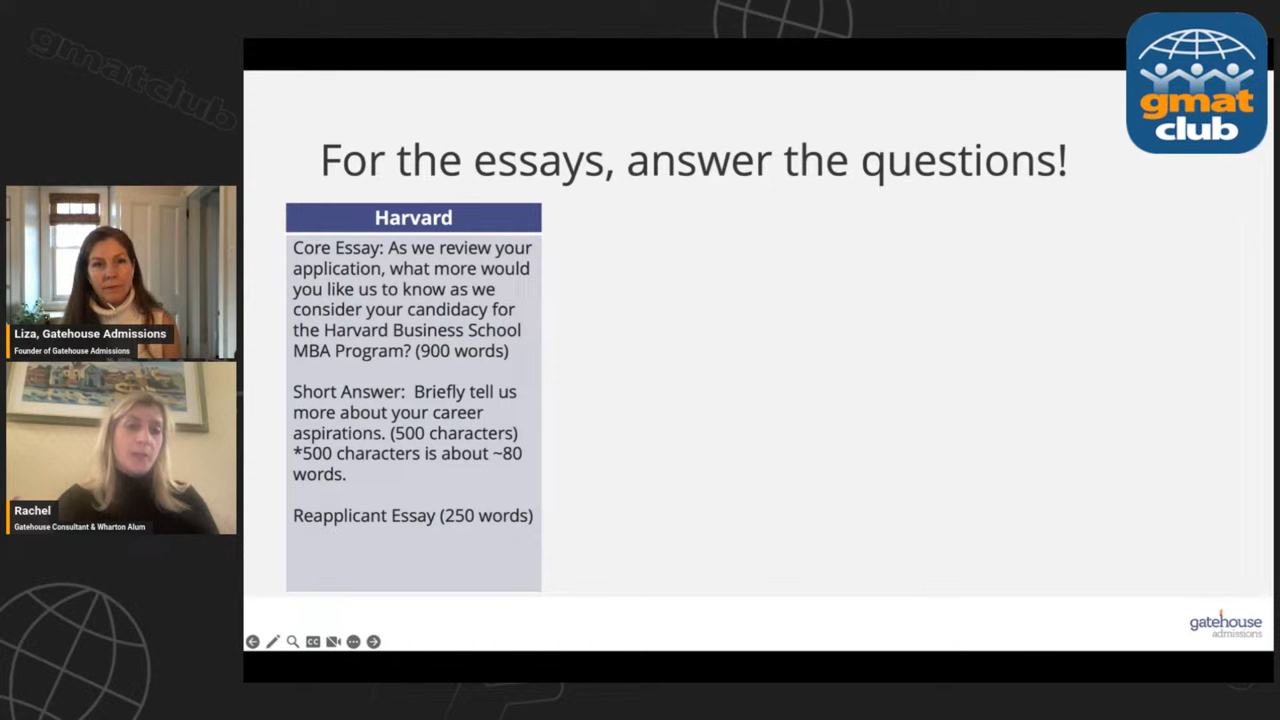 gmatclub
gmat
club
For the essays, answer the questions!
Harvard
Core Essay: As we review your
application, what more would
you like us to know as we
consider your candidacy for
the Harvard Business School
MBA Program? (900 words)
Short Answer:  Briefly tell us
more about your career
aspirations. (500 characters)
*500 characters is about ~80
words.
Reapplicant Essay (250 words)
Liza, Gatehouse Admissions
Founder of Gatehouse Admissions
Rachel
Gatehouse Consultant & Wharton Alum
CC
gatehouse
admissions